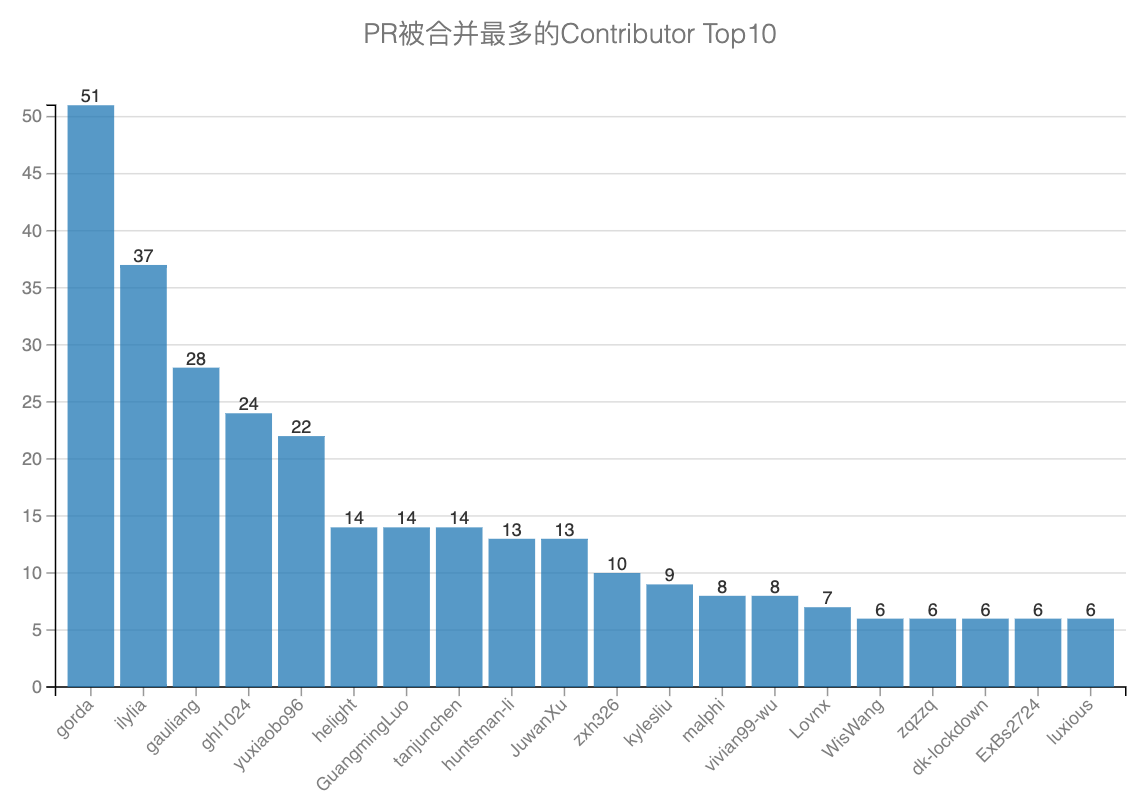 PR被合并最多的Contributor Top10
51
50
45
40
37
35
30
28
25
24
22
20
15
14
14
14
13
13
10
10
9
8
8
7
6
6
6
6
6
5
0
gorda
ilylia
gauliang
ghl1024
yuxiaobo96
helight
GuangmingLuo
tanjunchen
huntsman-li
JuwanXu
zxh326
kylesliu
malphi
vivian99-wu
Lovnx
WisWang
zqzzq
dk-lockdown
ExBs2724
luxious